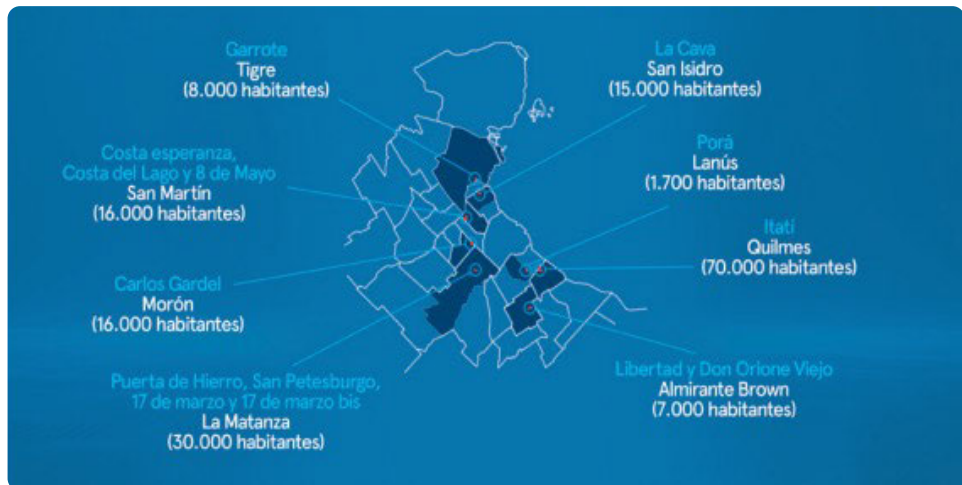 Garrote
Tigre
(8.000 habitantes)
La Cava
San Isidro
(15.000 habitantes)
Costa esperanza,
Costa del Lago y 8 de Mayo
San Martín
(16.000 habitantes)
Porá
Lanús
(1.700 habitantes)
Itatí
Quilmes
(70.000 habitantes)
Carlos Gardel
Morón
(16.000 habitantes)
Puerta de Hierro, San Petesburgo,
17 de marzo y 17 de marzo bis
La Matanza
(30.000 habitantes)
Libertad y Don Orione Viejo
Almirante Brown
(7.000 habitantes)